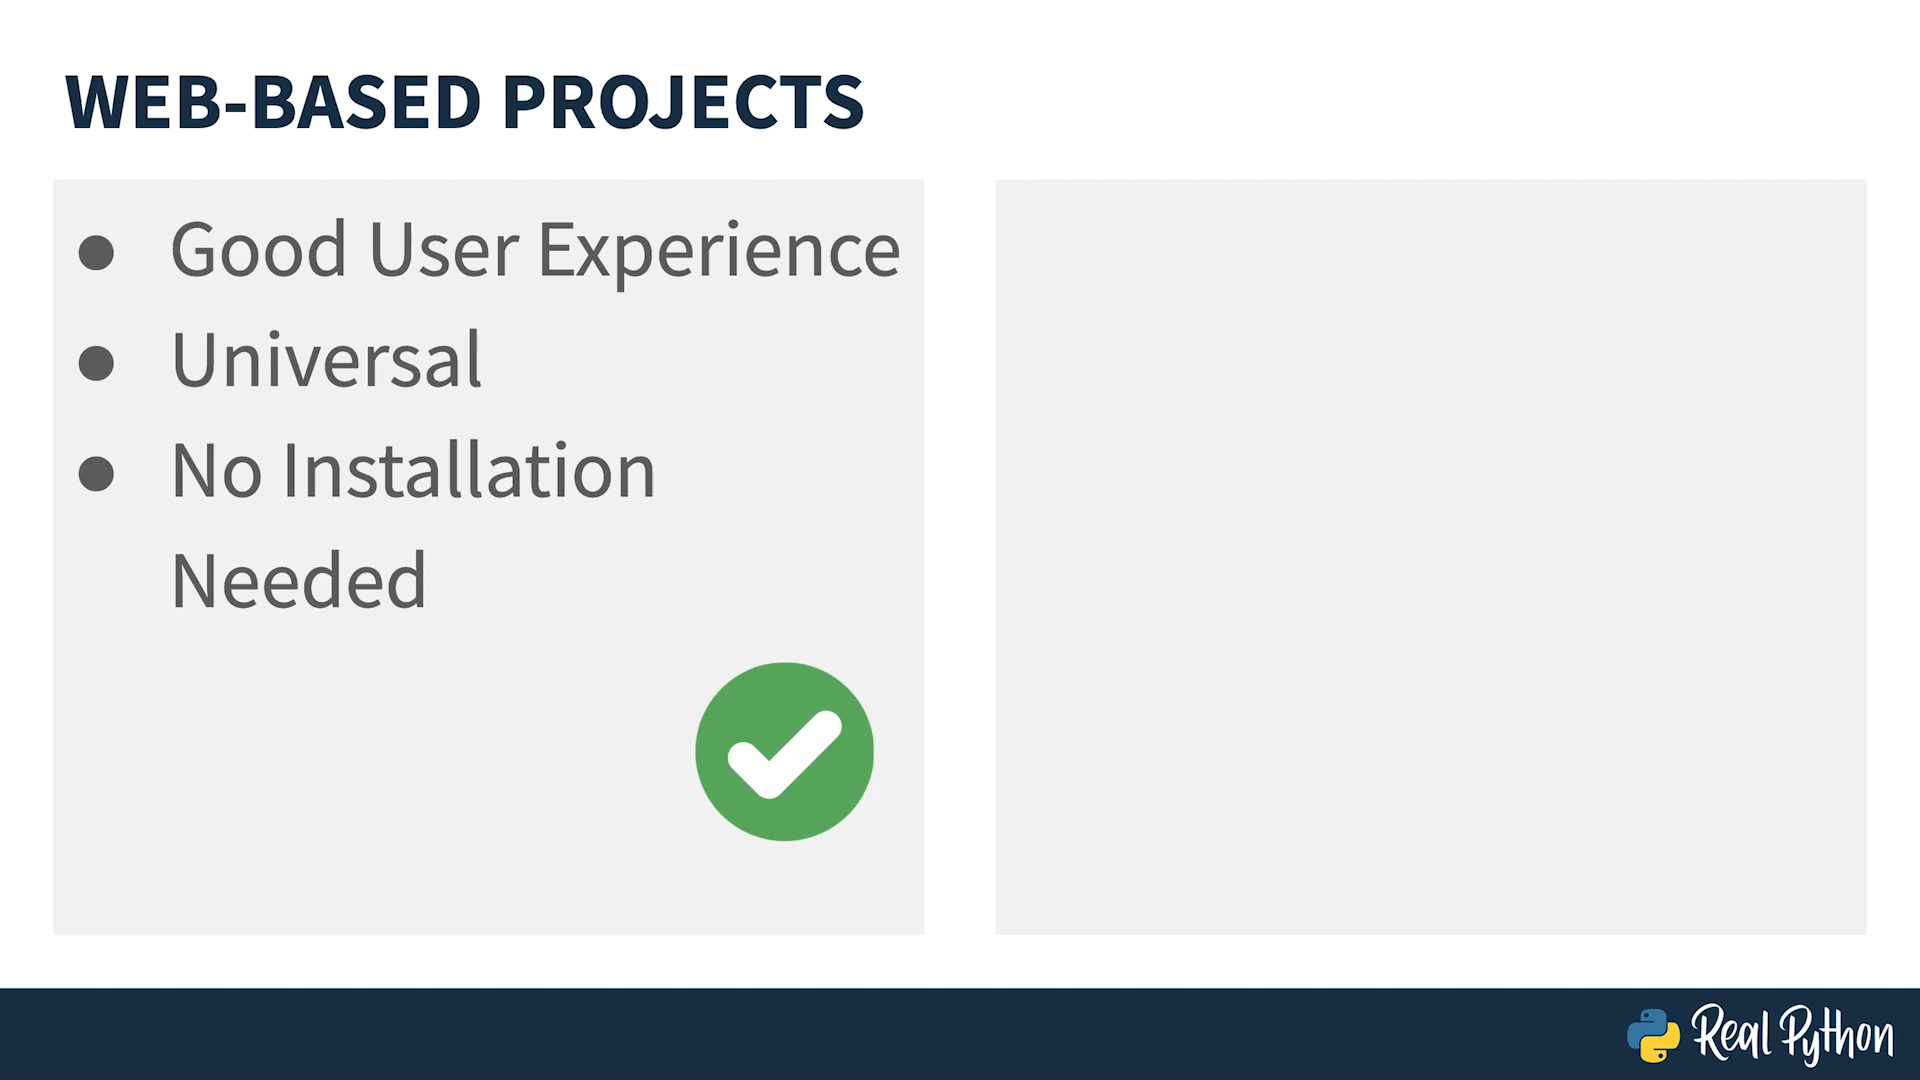 WEB-BASED PROJECTS
● Good User Experience
● Universal
● No Installation
Needed
Real Python